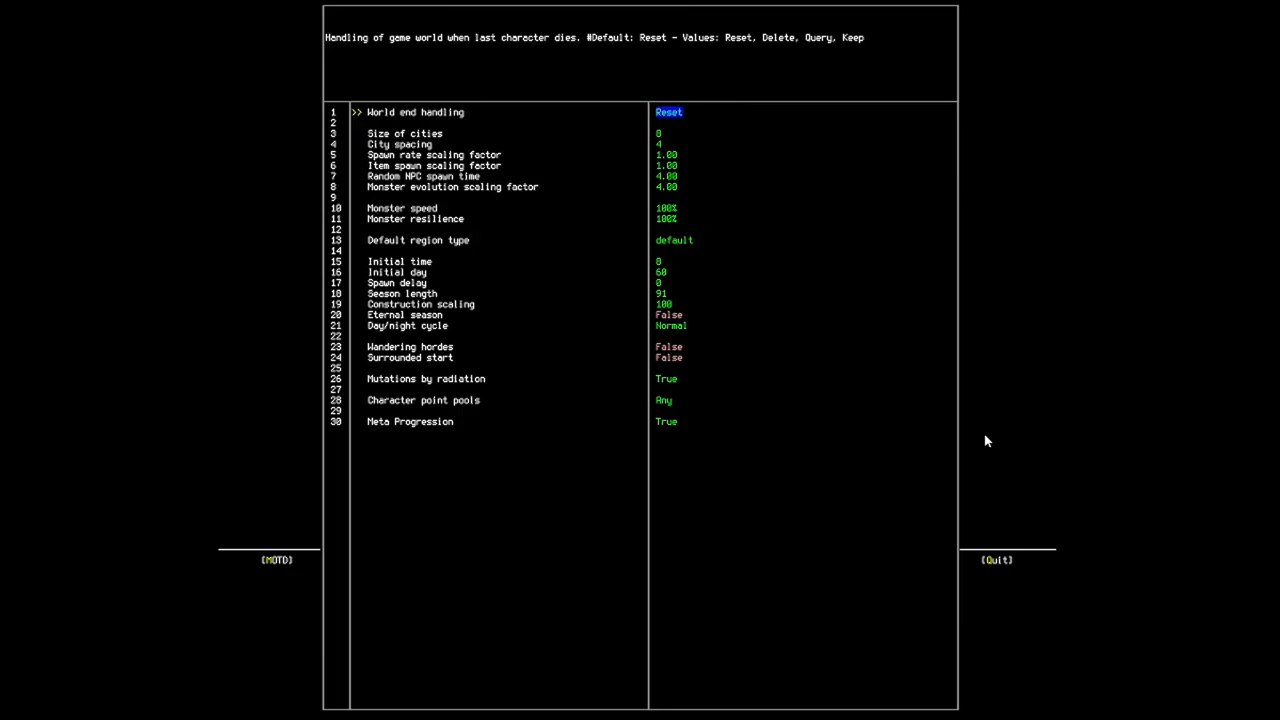 Handling of game world when last character dies. #Default: Reset - Values: Reset, Delete, Query, Keep
1 >> World end handling Reset
2
3 Size of cities 8
4 City spacing 4
5 Spawn rate scaling factor 1.00
6 Item spawn scaling factor 1.00
7 Random NPC spawn time 4.00
8 Monster evolution scaling factor 4.00
9
10 Monster speed 100%
11 Monster resilience 100%
12
13 Default region type default
14
15 Initial time 8
16 Initial day 60
17 Spawn delay 0
18 Season length 91
19 Construction scaling 100
20 Eternal season False
21 Day/night cycle Normal
22
23 Wandering hordes False
24 Surrounded start False
25
26 Mutations by radiation True
27
28 Character point pools Any
29
30 Meta Progression True
[MOTD] [Quit]